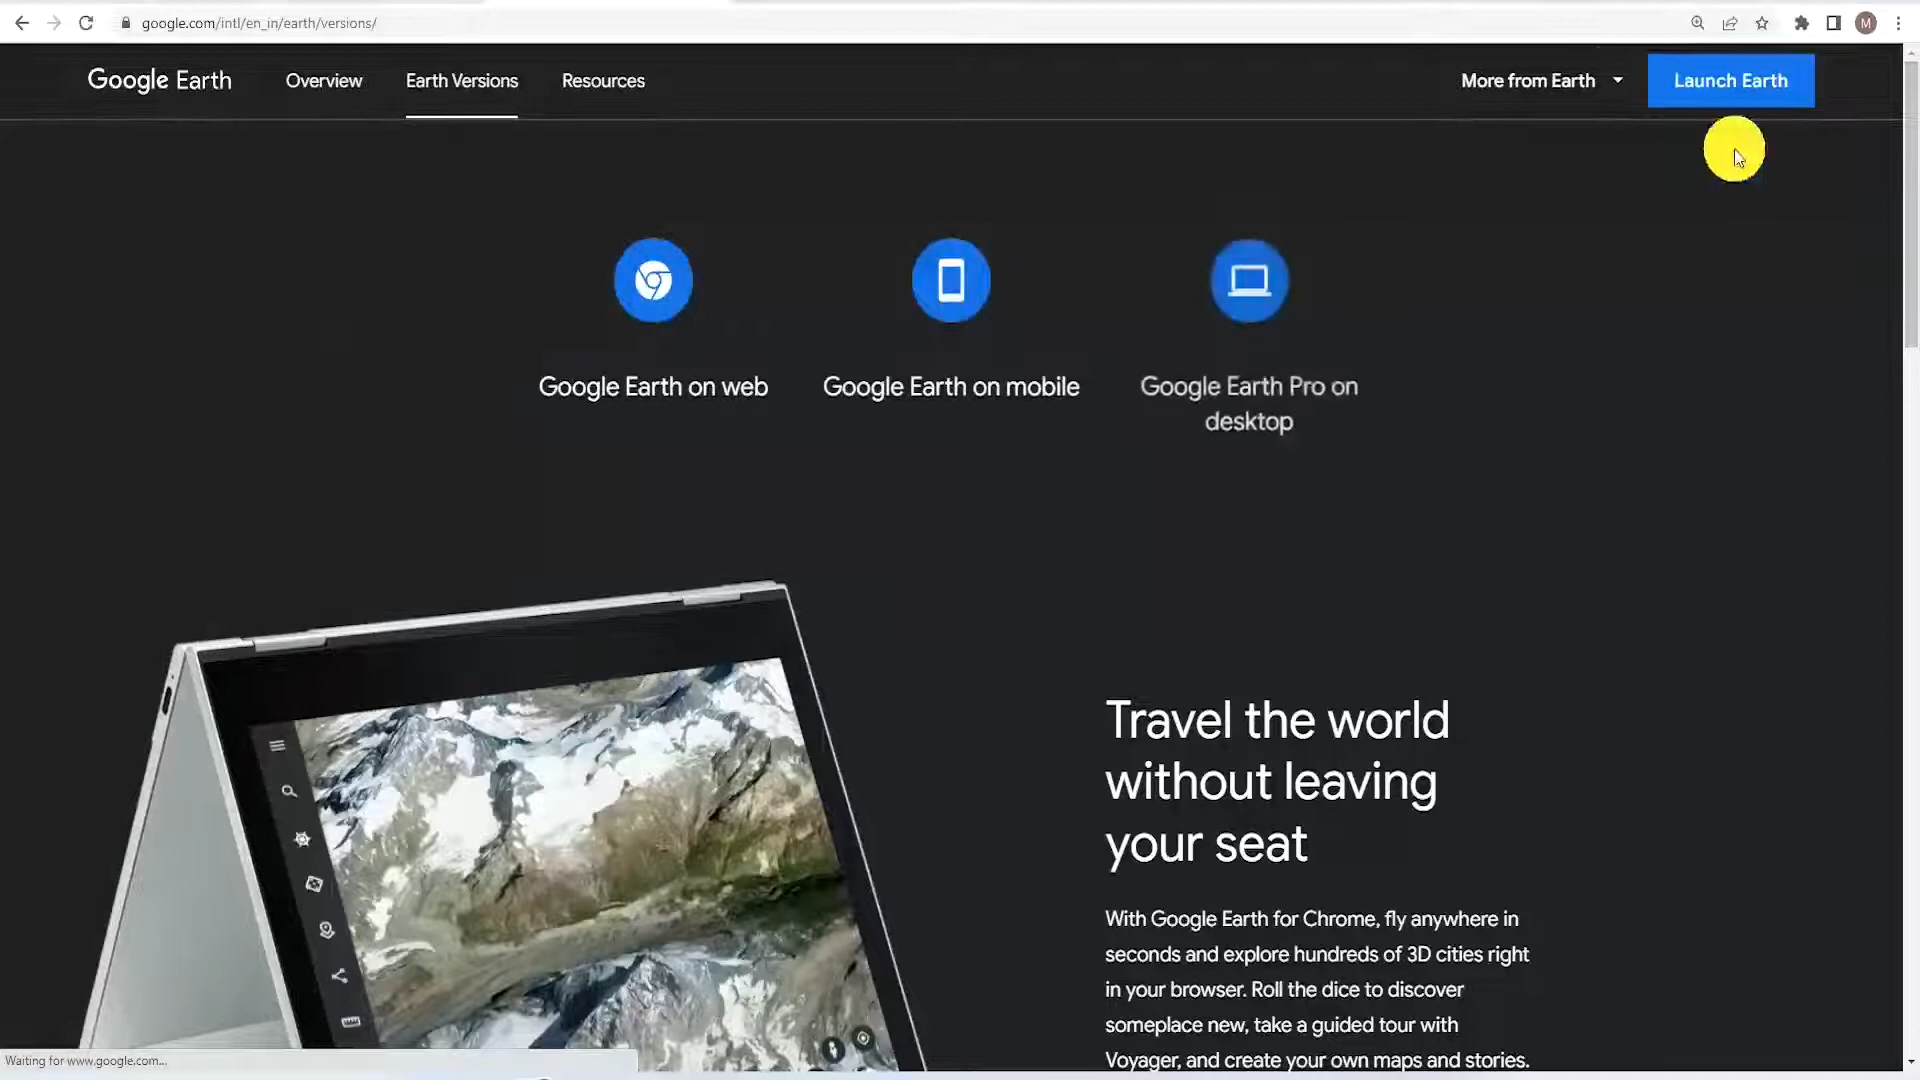 google.com/intl/en_in/earth/versions/
M
Google Earth
Overview
Earth Versions
Resources
More from Earth
Launch Earth
Google Earth on web
Google Earth on mobile
Google Earth Pro on
desktop
Travel the world
without leaving
your seat
With Google Earth for Chrome, fly anywhere in
seconds and explore hundreds of 3D cities right
in your browser. Roll the dice to discover
someplace new, take a guided tour with
Voyager, and create your own maps and stories.
Waiting for www.google.com...